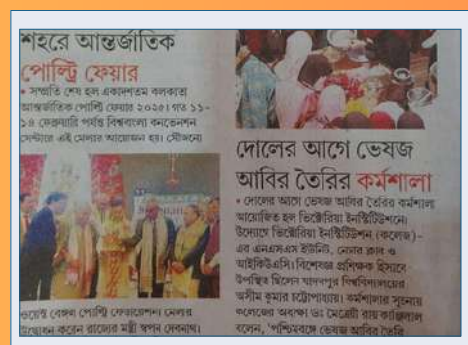 শহরে আন্তর্জাতিক
পোল্ট্রি ফেয়ার
• সম্প্রতি শেষ হল একাদশতম কলকাতা
আন্তর্জাতিক পোল্ট্রি ফেয়ার ২০২৫। গত ১১-
১৪ ফেব্রুয়ারি পর্যন্ত বিশ্ববাংলা কনভেনশন
সেন্টারে এই মেলার আয়োজন হয়। সৌজন্যে
ওয়েস্ট বেঙ্গল পোল্ট্রি ফেডারেশন। মেলার
উদ্বোধন করেন রাজ্যের মন্ত্রী স্বপন দেবনাথ।
দোলের আগে ভেষজ
আবির তৈরির কর্মশালা
• দোলের আগে ভেষজ আবির তৈরির কর্মশালা
আয়োজিত হল ভিক্টোরিয়া ইনস্টিটিউশনে।
উদ্যোগে ভিক্টোরিয়া ইনস্টিটিউশন (কলেজ)-
এর এনএসএস ইউনিট, নেচার ক্লাব ও
আইকিউএসি। বিশেষজ্ঞ প্রশিক্ষক হিসাবে
উপস্থিত ছিলেন যাদবপুর বিশ্ববিদ্যালয়ের
অসীম কুমার চট্টোপাধ্যায়। কর্মশালার সূচনায়
কলেজের অধ্যক্ষা ডঃ মৈত্রেয়ী রায় কাঞ্জিলাল
বলেন, 'পশ্চিমবঙ্গে ভেষজ আবির তৈরি